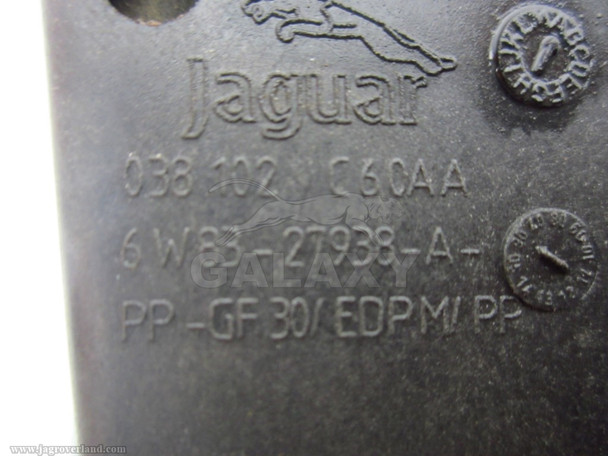 Jaguar
038 102 / C60AA
6W83-27938-A-
GALAXY
PP-GF30/EDPM/PP
www.jagroverland.com